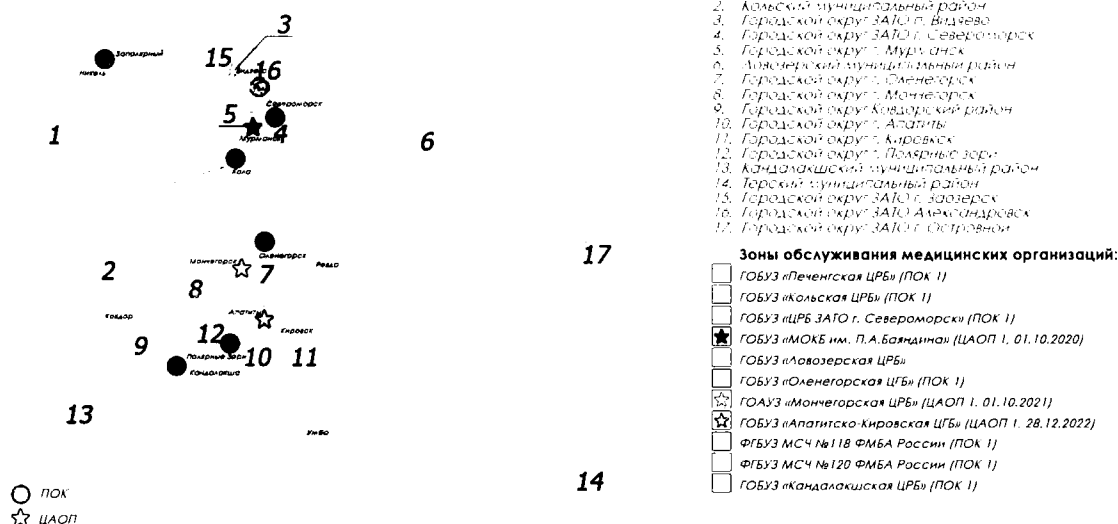 3
15
16
Заполярный
Никель
Видяево
Североморск
5
4
Мурманск
1
6
Кола
Оленегорск
17
Мончегорск
7
Ревда
2
8
Апатиты
Ковдор
Кировск
12
9
Полярные Зори
10
11
Кандалакша
13
Умба
14
ПОК
ЦАОП
2. Кольский муниципальный район
3. Городской округ ЗАТО п. Видяево
4. Городской округ ЗАТО г. Североморск
5. Городской округ г. Мурманск
6. Ловозерский муниципальный район
7. Городской округ г. Оленегорск
8. Городской округ г. Мончегорск
9. Городской округ Ковдорский район
10. Городской округ г. Апатиты
11. Городской округ г. Кировск
12. Городской округ г. Полярные зори
13. Кандалакшский муниципальный район
14. Терский муниципальный район
15. Городской округ ЗАТО г. Заозерск
16. Городской округ ЗАТО Александровск
17. Городской округ ЗАТО г. Островной
Зоны обслуживания медицинских организаций:
ГОБУЗ «Печенгская ЦРБ» (ПОК 1)
ГОБУЗ «Кольская ЦРБ» (ПОК 1)
ГОБУЗ «ЦРБ ЗАТО г. Североморск» (ПОК 1)
ГОБУЗ «МОКБ им. П.А.Баяндина» (ЦАОП 1, 01.10.2020)
ГОБУЗ «Ловозерская ЦРБ»
ГОБУЗ «Оленегорская ЦГБ» (ПОК 1)
ГОАУЗ «Мончегорская ЦРБ» (ЦАОП 1, 01.10.2021)
ГОБУЗ «Апатитско-Кировская ЦГБ» (ЦАОП 1, 28.12.2022)
ФГБУЗ МСЧ №118 ФМБА России (ПОК 1)
ФГБУЗ МСЧ №120 ФМБА России (ПОК 1)
ГОБУЗ «Кандалакшская ЦРБ» (ПОК 1)